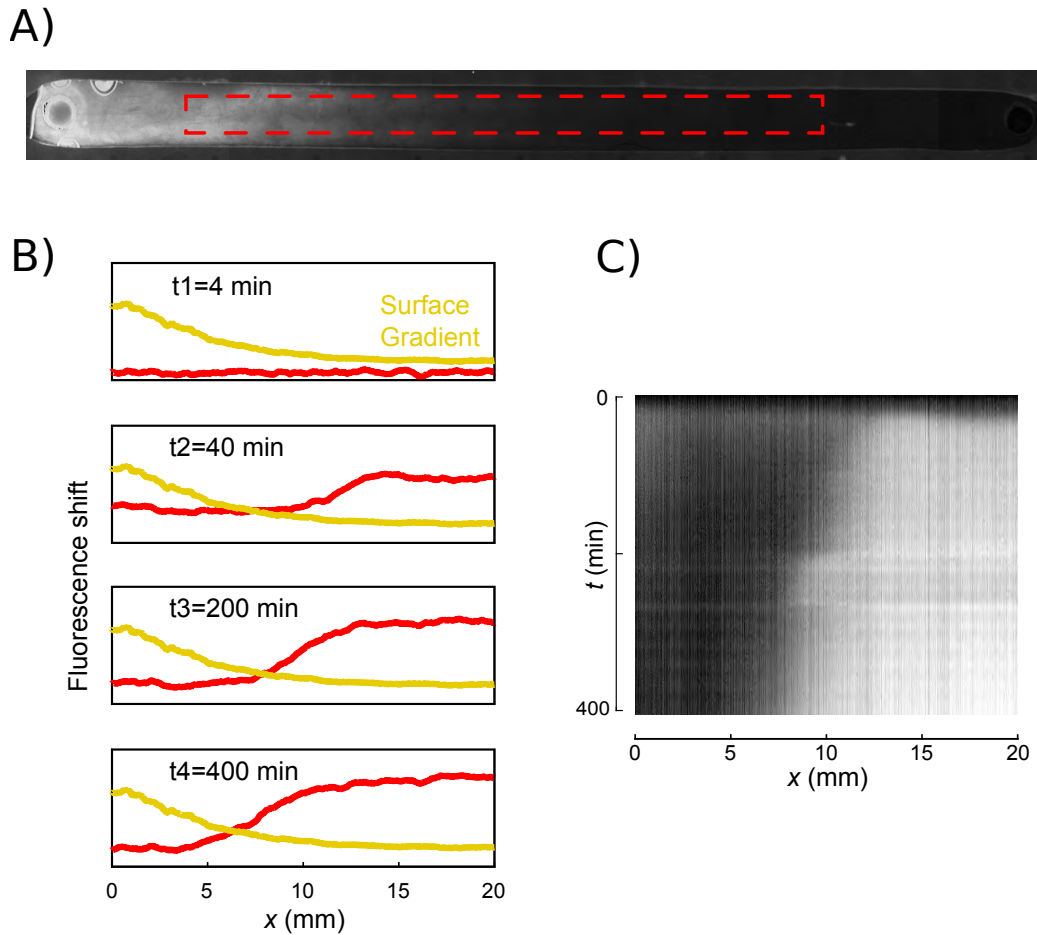 A)
B)
t1=4 min
Surface
Gradient
t2=40 min
t3=200 min
t4=400 min
Fluorescence shift
0 5 10 15 20
x (mm)
C)
0
t (min)
400
0 5 10 15 20
x (mm)